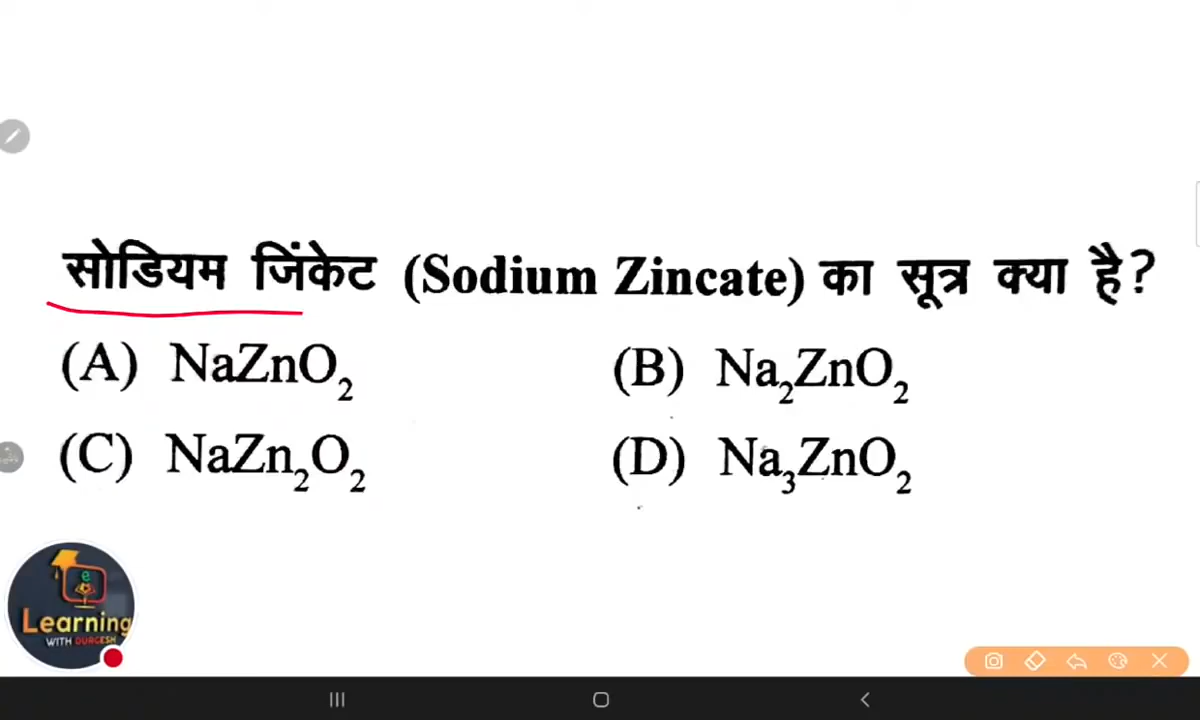 सोडियम जिंकेट (Sodium Zincate) का सूत्र क्या है?
(A) NaZnO₂ (B) Na₂ZnO₂
(C) NaZn₂O₂ (D) Na₃ZnO₂
e
Learning
WITH DURGESH